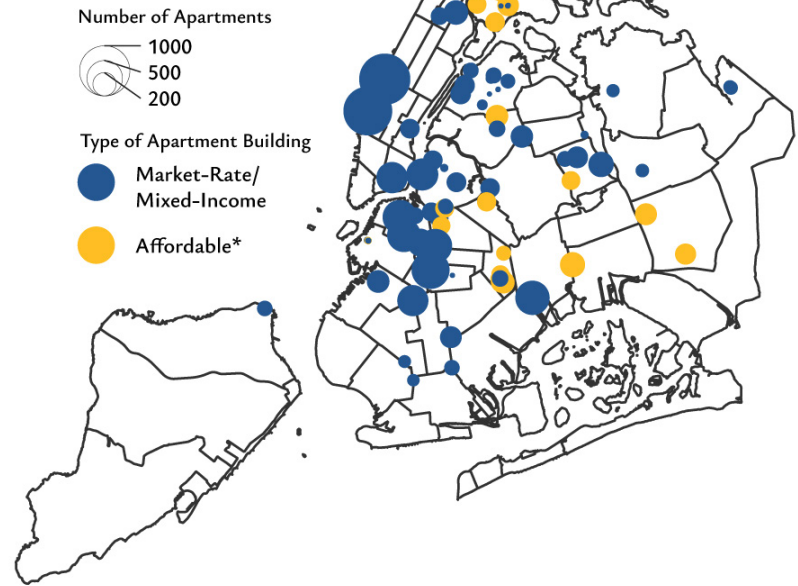 Number of Apartments
1000
500
200
Type of Apartment Building
Market-Rate/
Mixed-Income
Affordable*